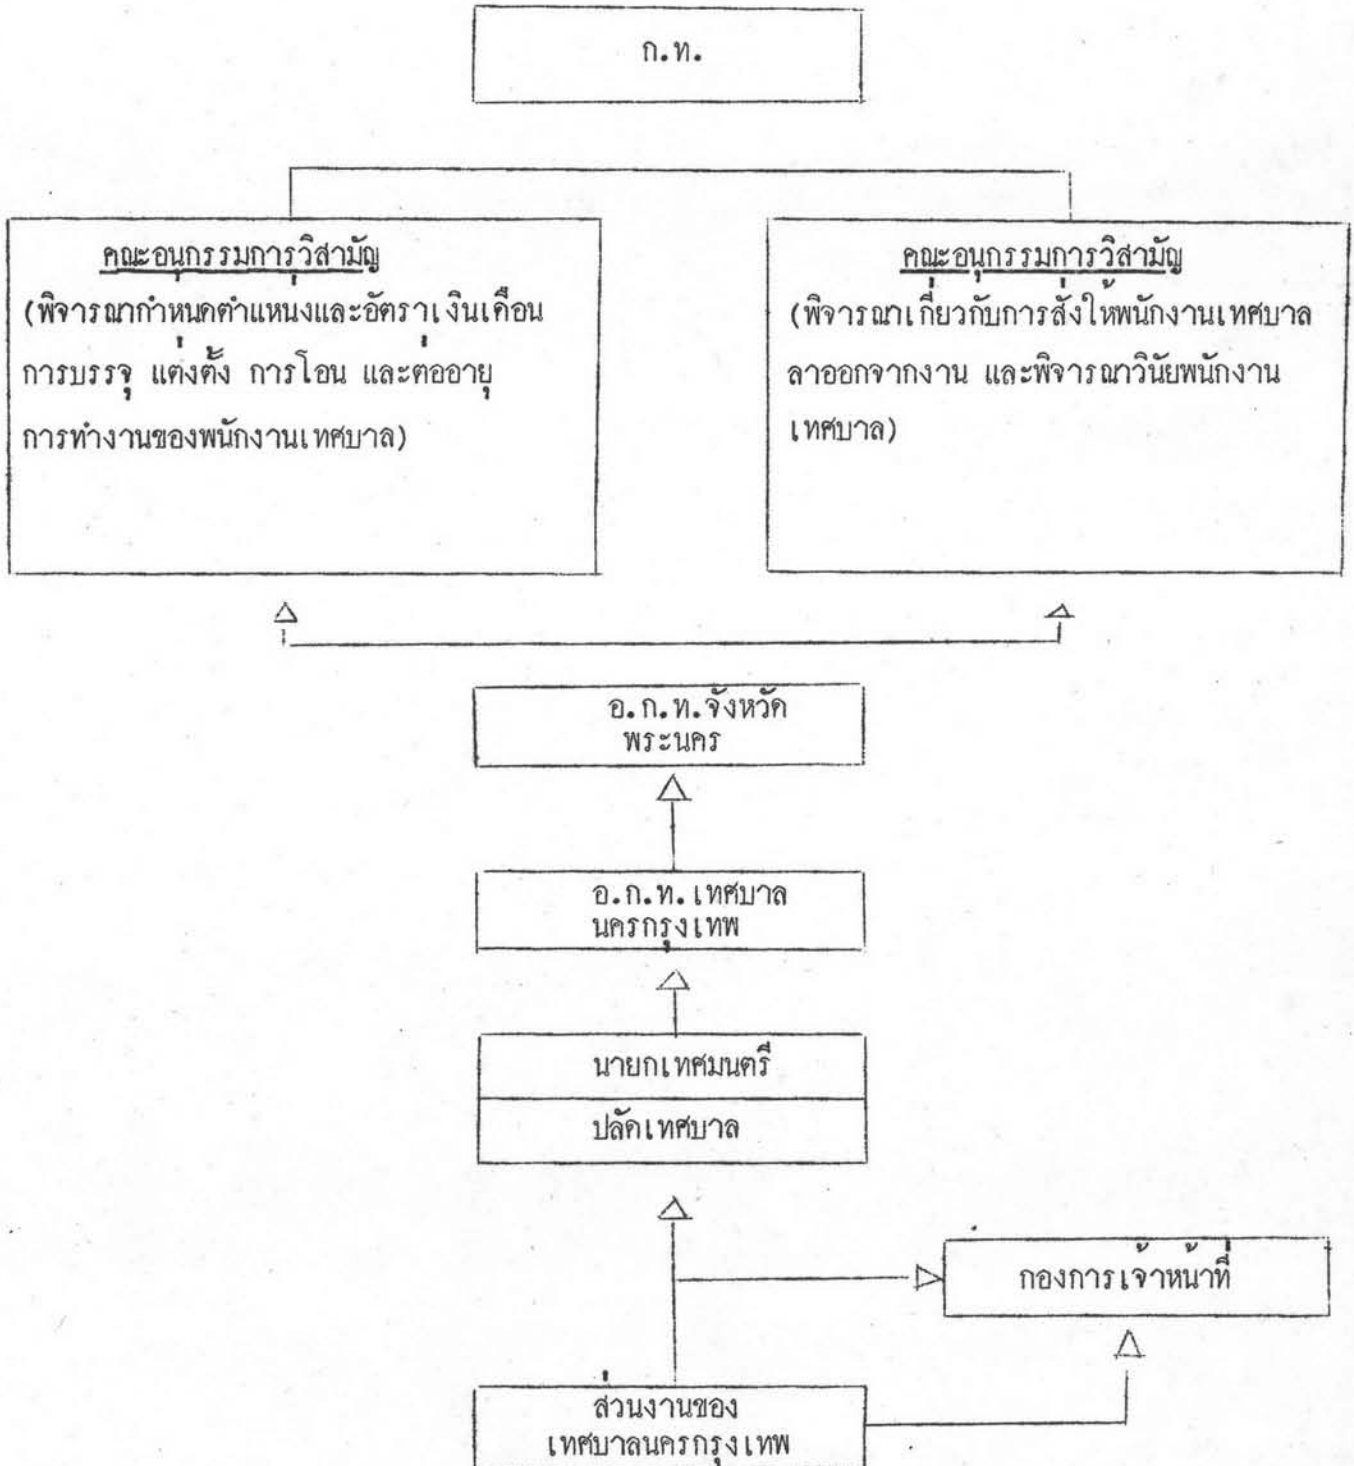 ก.ท.
คณะอนุกรรมการวิสามัญ
(พิจารณากำหนดตำแหน่งและอัตราเงินเดือน
การบรรจุ แต่งตั้ง การโอน และต่ออายุ
การทำงานของพนักงานเทศบาล)
คณะอนุกรรมการวิสามัญ
(พิจารณาเกี่ยวกับการสั่งให้พนักงานเทศบาล
ลาออกจากงาน และพิจารณาวินัยพนักงาน
เทศบาล)
อ.ก.ท.จังหวัด
พระนคร
อ.ก.ท.เทศบาล
นครกรุงเทพ
นายกเทศมนตรี
ปลัดเทศบาล
กองการเจ้าหน้าที่
ส่วนงานของ
เทศบาลนครกรุงเทพ